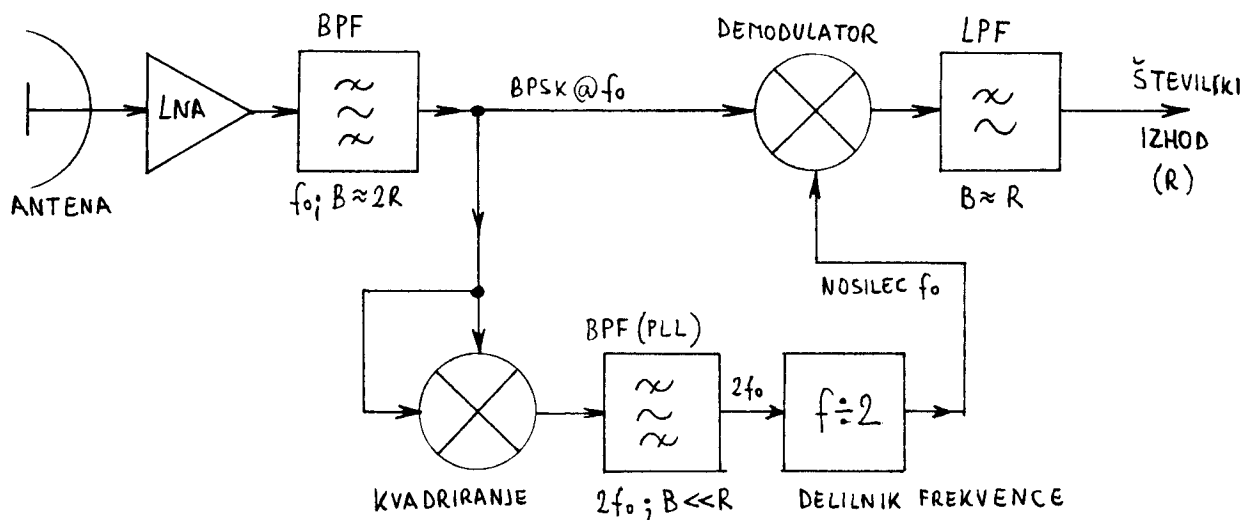 BPF
DEMODULATOR
LPF
LNA
BPSK@f₀
ŠTEVILSKI
IZHOD
(R)
ANTENA
f₀; B≈2R
B≈R
NOSILEC f₀
BPF (PLL)
2f₀
f÷2
KVADRIRANJE
2f₀; B<<R
DELILNIK FREKVENCE